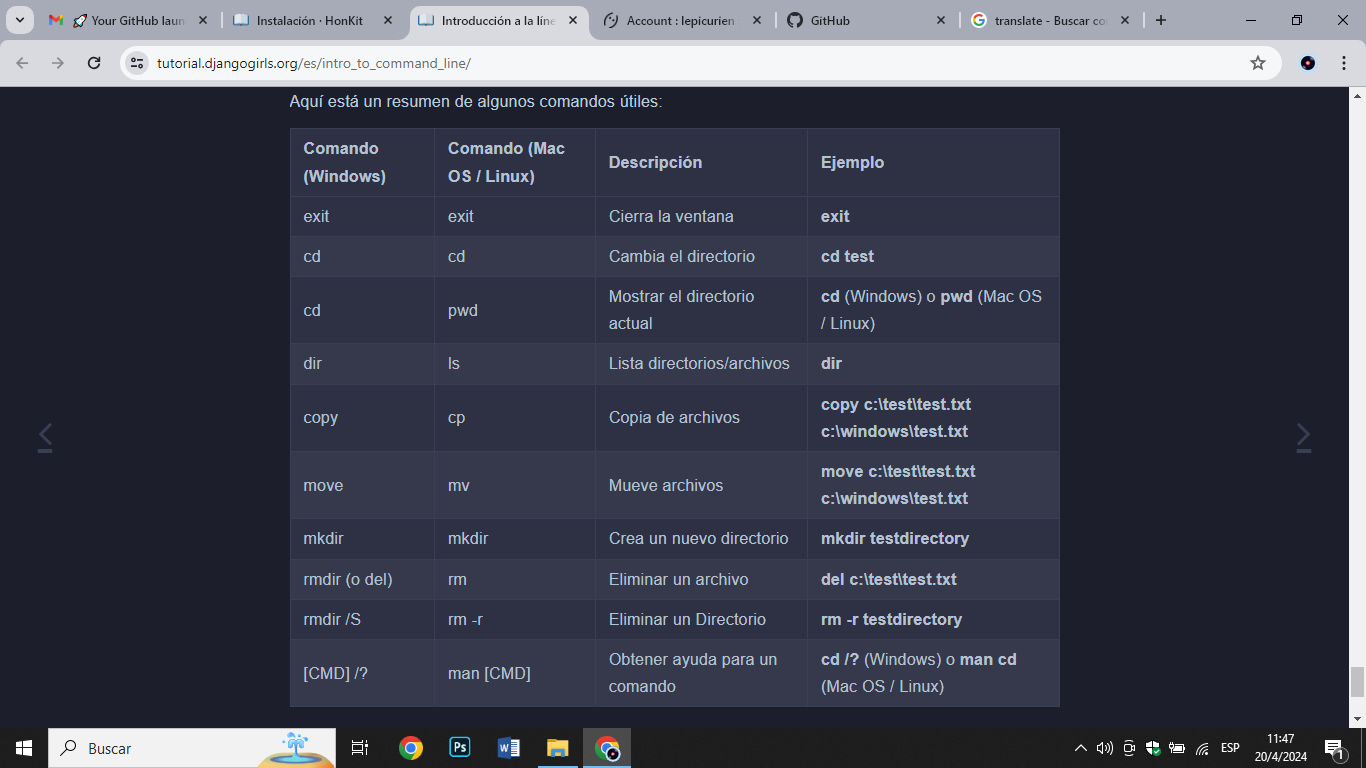 Your GitHub laun
Instalación · HonKit
Introducción a la líne
Account : lepicurien
GitHub
translate - Buscar co
tutorial.djangogirls.org/es/intro_to_command_line/
Aquí está un resumen de algunos comandos útiles:
Comando (Windows)
Comando (Mac OS / Linux)
Descripción
Ejemplo
exit
exit
Cierra la ventana
exit
cd
cd
Cambia el directorio
cd test
cd
pwd
Mostrar el directorio
actual
cd (Windows) o pwd (Mac OS
/ Linux)
dir
ls
Lista directorios/archivos
dir
copy
cp
Copia de archivos
copy c:\test\test.txt
c:\windows\test.txt
move
mv
Mueve archivos
move c:\test\test.txt
c:\windows\test.txt
mkdir
mkdir
Crea un nuevo directorio
mkdir testdirectory
rmdir (o del)
rm
Eliminar un archivo
del c:\test\test.txt
rmdir /S
rm -r
Eliminar un Directorio
rm -r testdirectory
[CMD] /?
man [CMD]
Obtener ayuda para un
comando
cd /? (Windows) o man cd
(Mac OS / Linux)
Buscar
Ps
W
ESP
11:47
20/4/2024
1